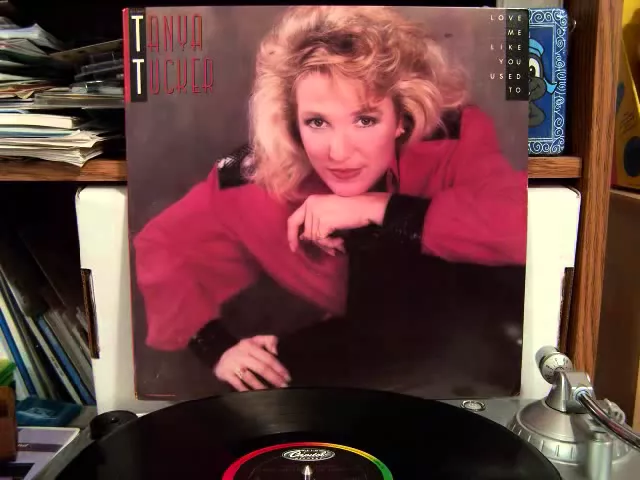 TANYA
TUCKER
LOVE
ME
LIKE
YOU
USED
TO
Capitol